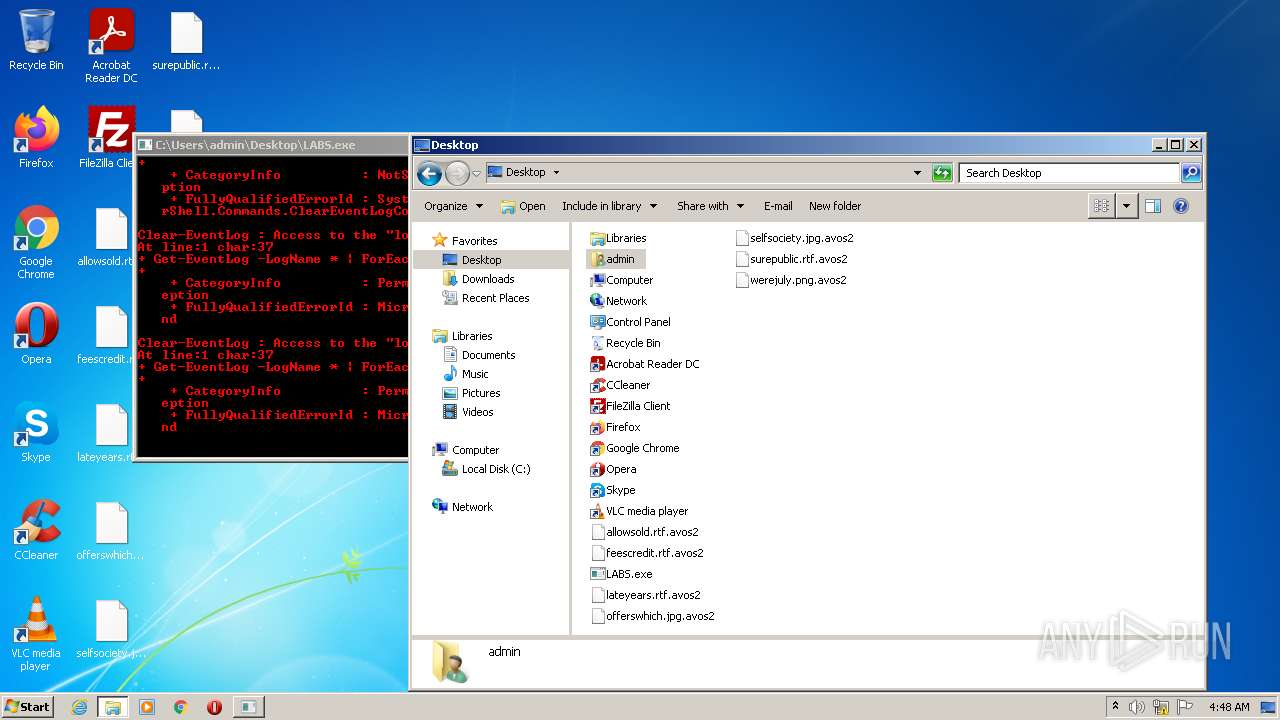 Recycle Bin
Acrobat
Reader DC
surepublic.r...
Firefox
FileZilla Clie
Google
Chrome
allowsold.rt
Opera
feescredit.r
Skype
lateyears.rt
CCleaner
offerswhich...
VLC media
player
selfsociety.j...
C:\Users\admin\Desktop\LABS.exe
+
+ CategoryInfo : NotS
ption
+ FullyQualifiedErrorId : Syst
rShell.Commands.ClearEventLogCo
Clear-EventLog : Access to the "lo
At line:1 char:37
+ Get-EventLog -LogName * | ForEac
+
+ CategoryInfo : Perm
eption
+ FullyQualifiedErrorId : Micr
nd
Clear-EventLog : Access to the "lo
At line:1 char:37
+ Get-EventLog -LogName * | ForEac
+
+ CategoryInfo : Perm
eption
+ FullyQualifiedErrorId : Micr
nd
Desktop
Desktop
Search Desktop
Organize
Open
Include in library
Share with
E-mail
New folder
Favorites
Desktop
Downloads
Recent Places
Libraries
Documents
Music
Pictures
Videos
Computer
Local Disk (C:)
Network
Libraries
admin
Computer
Network
Control Panel
Recycle Bin
Acrobat Reader DC
CCleaner
FileZilla Client
Firefox
Google Chrome
Opera
Skype
VLC media player
allowsold.rtf.avos2
feescredit.rtf.avos2
LABS.exe
lateyears.rtf.avos2
offerswhich.jpg.avos2
selfsociety.jpg.avos2
surepublic.rtf.avos2
werejuly.png.avos2
admin
ANY RUN
Start
4:48 AM